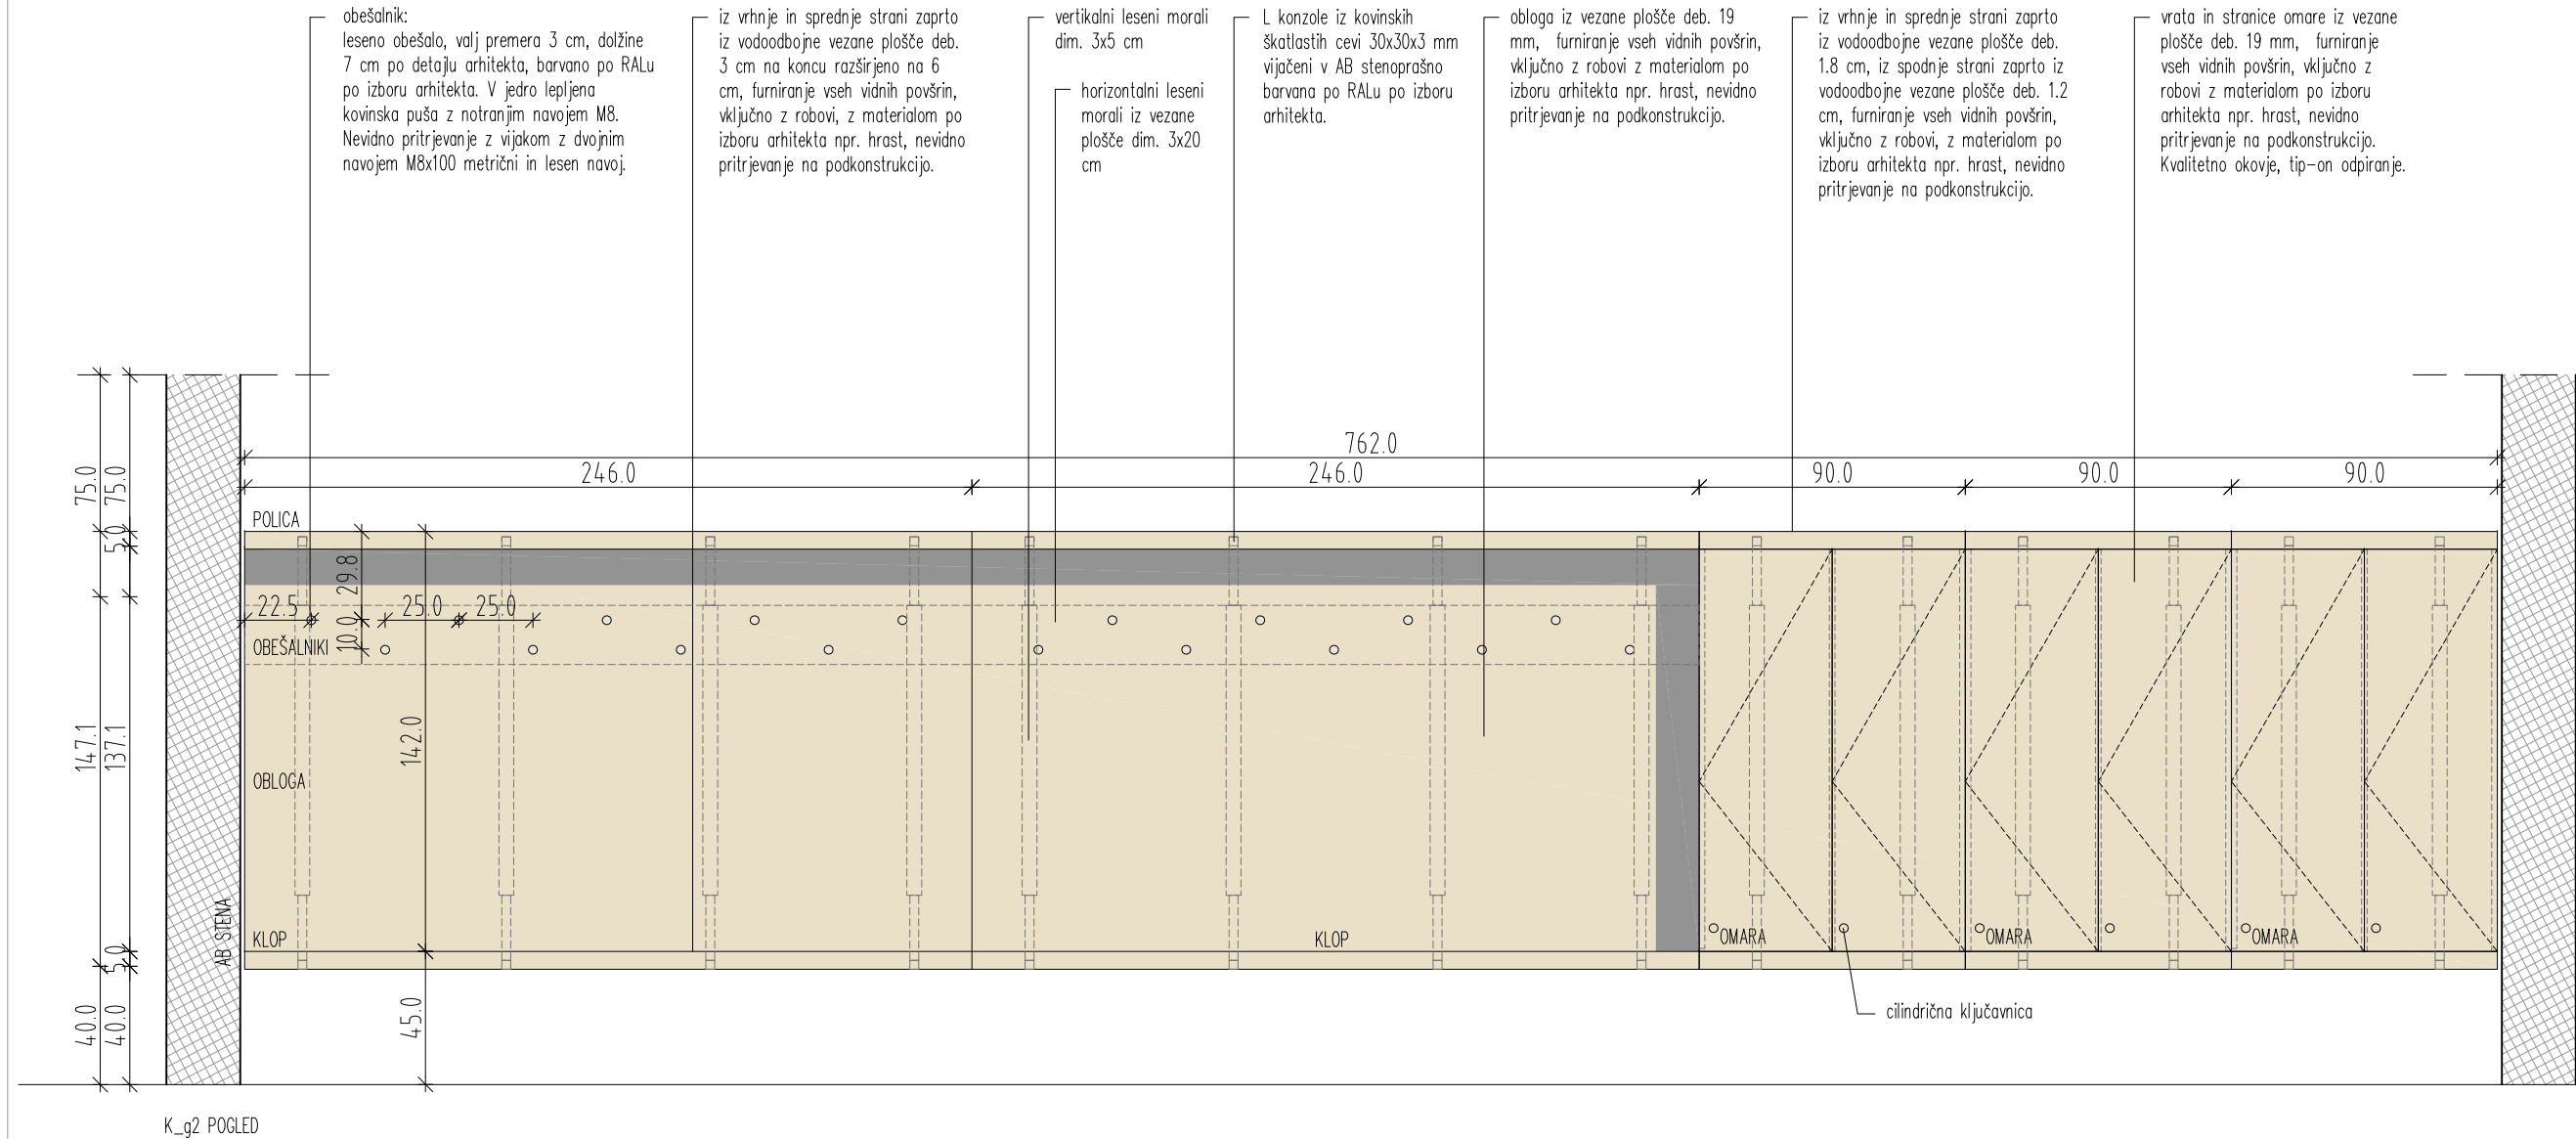 obešalnik:
leseno obešalo, valj premera 3 cm, dolžine
7 cm po detajlu arhitekta, barvano po RALu
po izboru arhitekta. V jedro lepljena
kovinska puša z notranjim navojem M8.
Nevidno pritrjevanje z vijakom z dvojnim
navojem M8x100 metrični in lesen navoj.
iz vrhnje in sprednje strani zaprto
iz vodoodbojne vezane plošče deb.
3 cm na koncu razširjeno na 6
cm, furniranje vseh vidnih površin,
vključno z robovi, z materialom po
izboru arhitekta npr. hrast, nevidno
pritrjevanje na podkonstrukcijo.
vertikalni leseni morali
dim. 3x5 cm
horizontalni leseni
morali iz vezane
plošče dim. 3x20
cm
L konzole iz kovinskih
škatlastih cevi 30x30x3 mm
vijačeni v AB stenoprašno
barvana po RALu po izboru
arhitekta.
obloga iz vezane plošče deb. 19
mm, furniranje vseh vidnih površin,
vključno z robovi z materialom po
izboru arhitekta npr. hrast, nevidno
pritrjevanje na podkonstrukcijo.
iz vrhnje in sprednje strani zaprto
iz vodoodbojne vezane plošče deb.
1.8 cm, iz spodnje strani zaprto iz
vodoodbojne vezane plošče deb. 1.2
cm, furniranje vseh vidnih površin,
vključno z robovi, z materialom po
izboru arhitekta npr. hrast, nevidno
pritrjevanje na podkonstrukcijo.
vrata in stranice omare iz vezane
plošče deb. 19 mm, furniranje
vseh vidnih površin, vključno z
robovi z materialom po izboru
arhitekta npr. hrast, nevidno
pritrjevanje na podkonstrukcijo.
Kvalitetno okovje, tip-on odpiranje.
762.0
246.0
246.0
90.0
90.0
90.0
75.0
75.0
5.0
147.1
137.1
5.0
40.0
40.0
POLICA
29.8
22.5
25.0
25.0
10.0
OBEŠALNIKI
142.0
OBLOGA
AB STENA
KLOP
KLOP
OMARA
OMARA
OMARA
45.0
cilindrična ključavnica
K_g2 POGLED